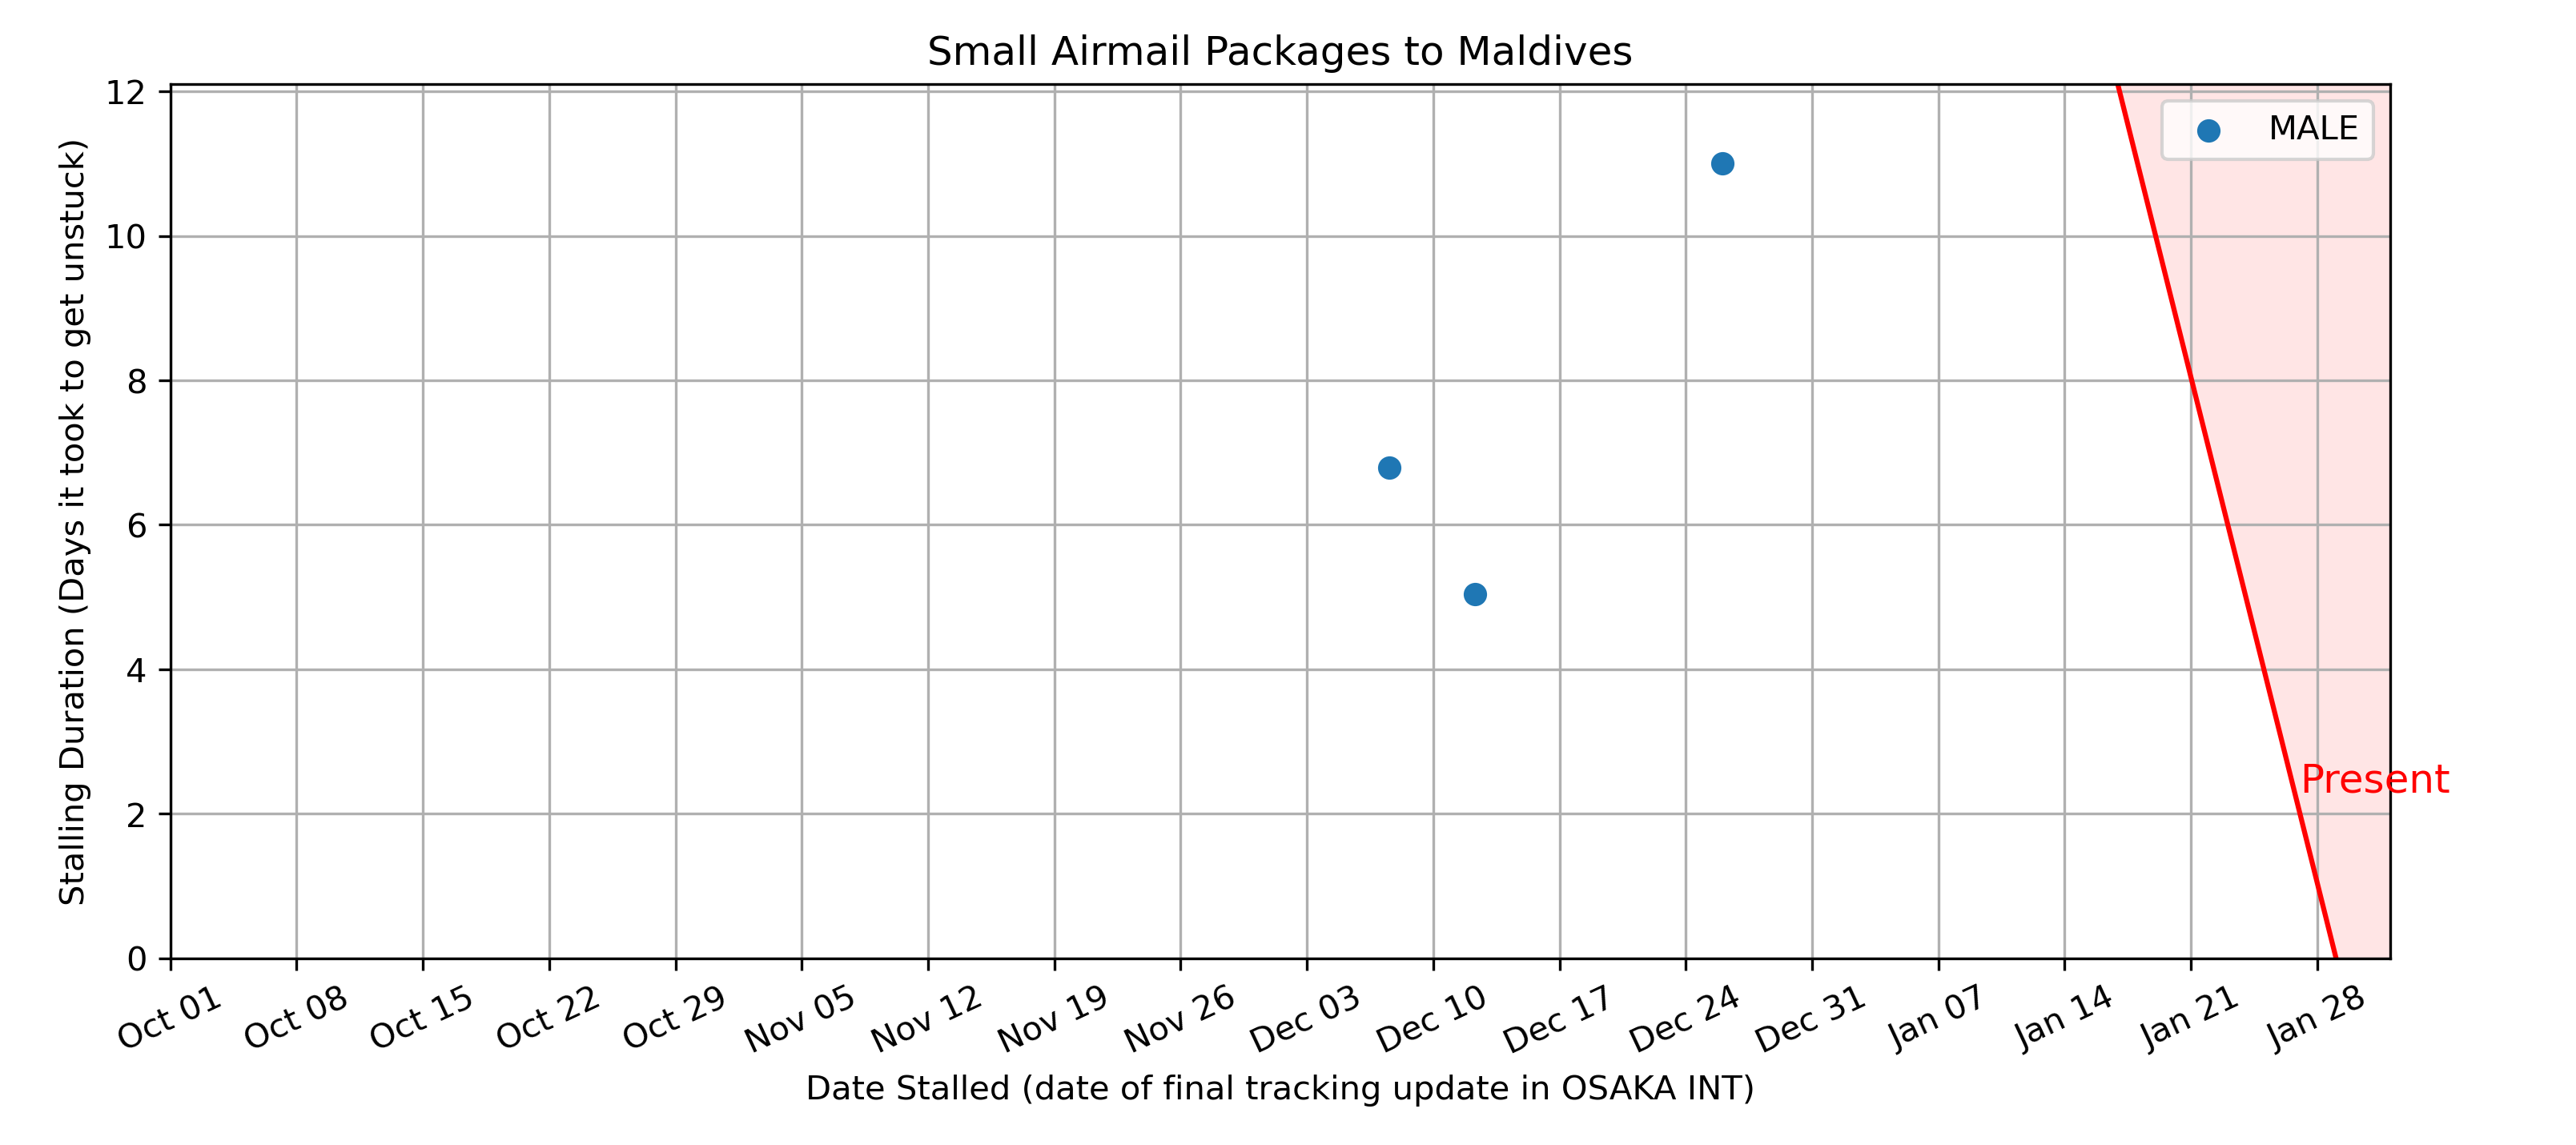 Small Airmail Packages to Maldives
MALE
Stalling Duration (Days it took to get unstuck)
12
10
8
6
4
2
0
Present
Oct 01 Oct 08 Oct 15 Oct 22 Oct 29 Nov 05 Nov 12 Nov 19 Nov 26 Dec 03 Dec 10 Dec 17 Dec 24 Dec 31 Jan 07 Jan 14 Jan 21 Jan 28
Date Stalled (date of final tracking update in OSAKA INT)